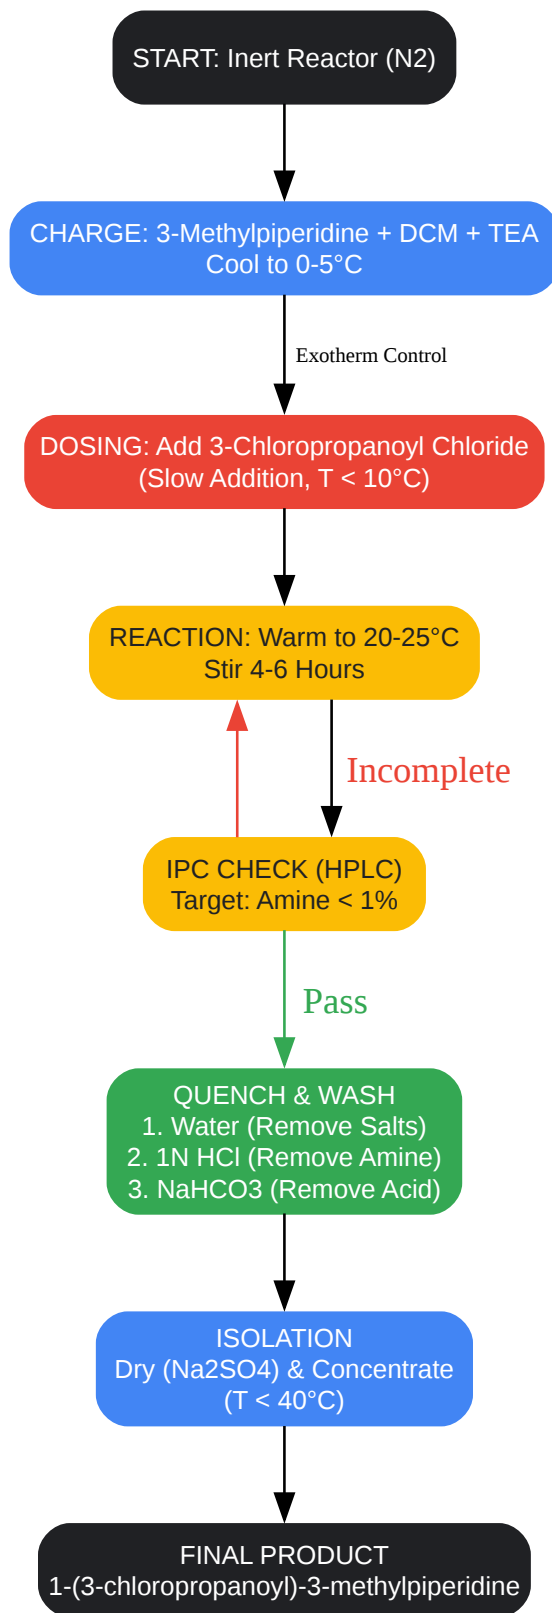 START: Inert Reactor (N2)
CHARGE: 3-Methylpiperidine + DCM + TEA
Cool to 0-5°C
Exotherm Control
DOSING: Add 3-Chloropropanoyl Chloride
(Slow Addition, T < 10°C)
REACTION: Warm to 20-25°C
Stir 4-6 Hours
Incomplete
IPC CHECK (HPLC)
Target: Amine < 1%
Pass
QUENCH & WASH
1. Water (Remove Salts)
2. 1N HCl (Remove Amine)
3. NaHCO3 (Remove Acid)
ISOLATION
Dry (Na2SO4) & Concentrate
(T < 40°C)
FINAL PRODUCT
1-(3-chloropropanoyl)-3-methylpiperidine